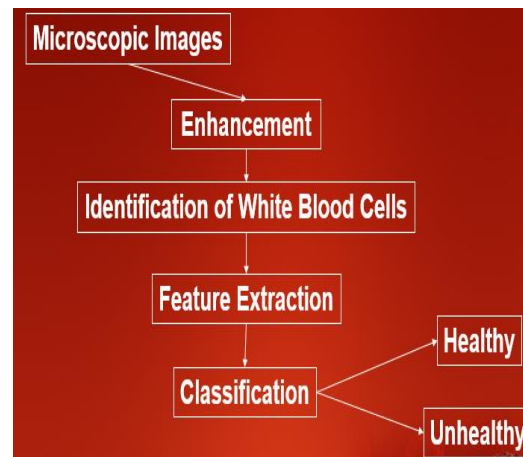 Microscopic Images
Enhancement
Identification of White Blood Cells
Feature Extraction
Healthy
Classification
Unhealthy